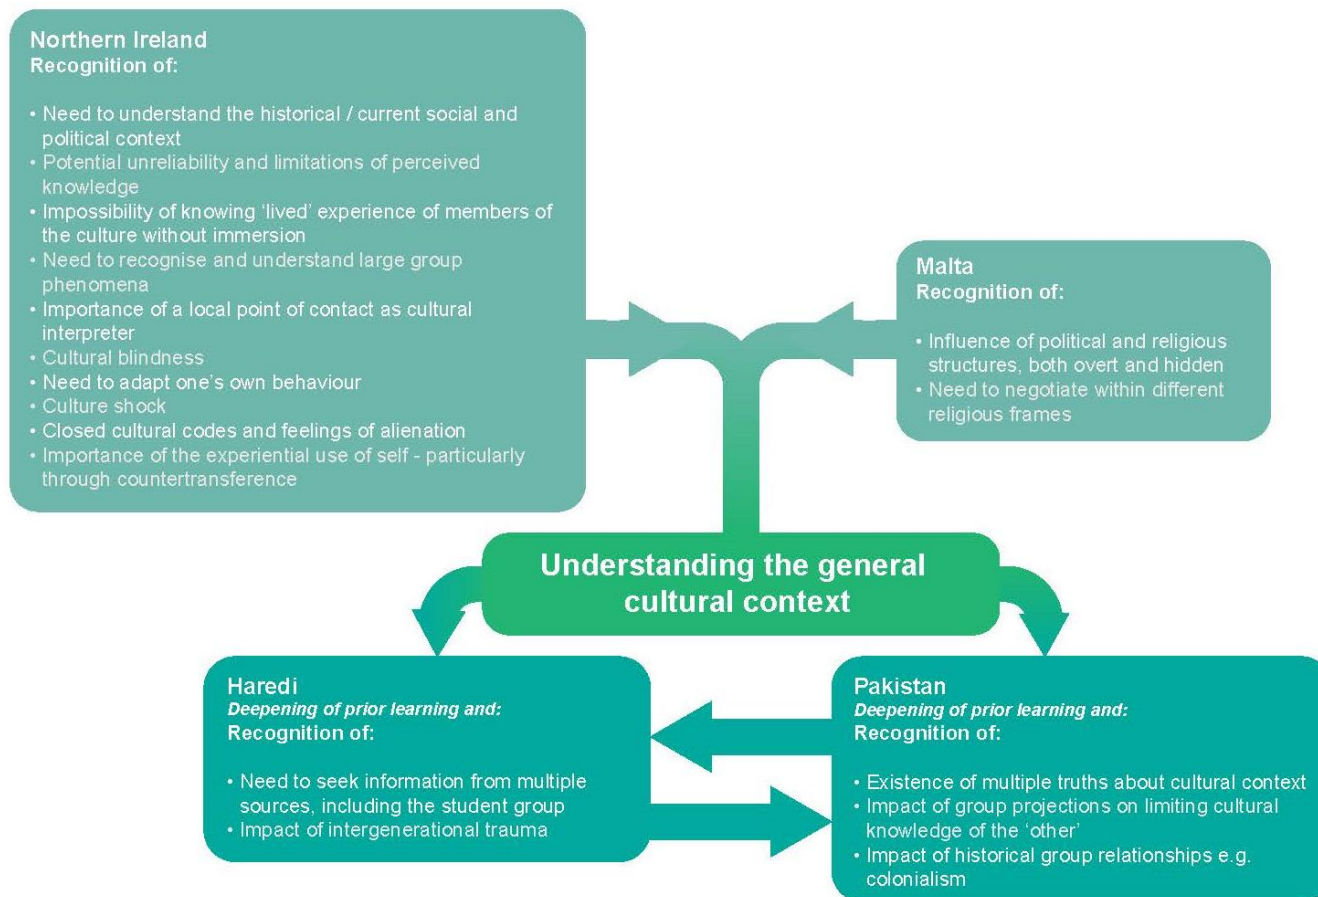 Northern Ireland
Recognition of:
• Need to understand the historical / current social and
political context
• Potential unreliability and limitations of perceived
knowledge
• Impossibility of knowing ‘lived’ experience of members of
the culture without immersion
• Need to recognise and understand large group
phenomena
• Importance of a local point of contact as cultural
interpreter
• Cultural blindness
• Need to adapt one’s own behaviour
• Culture shock
• Closed cultural codes and feelings of alienation
• Importance of the experiential use of self - particularly
through countertransference
Malta
Recognition of:
• Influence of political and religious
structures, both overt and hidden
• Need to negotiate within different
religious frames
Understanding the general
cultural context
Haredi
Deepening of prior learning and:
Recognition of:
• Need to seek information from multiple
sources, including the student group
• Impact of intergenerational trauma
Pakistan
Deepening of prior learning and:
Recognition of:
• Existence of multiple truths about cultural context
• Impact of group projections on limiting cultural
knowledge of the ‘other’
• Impact of historical group relationships e.g.
colonialism